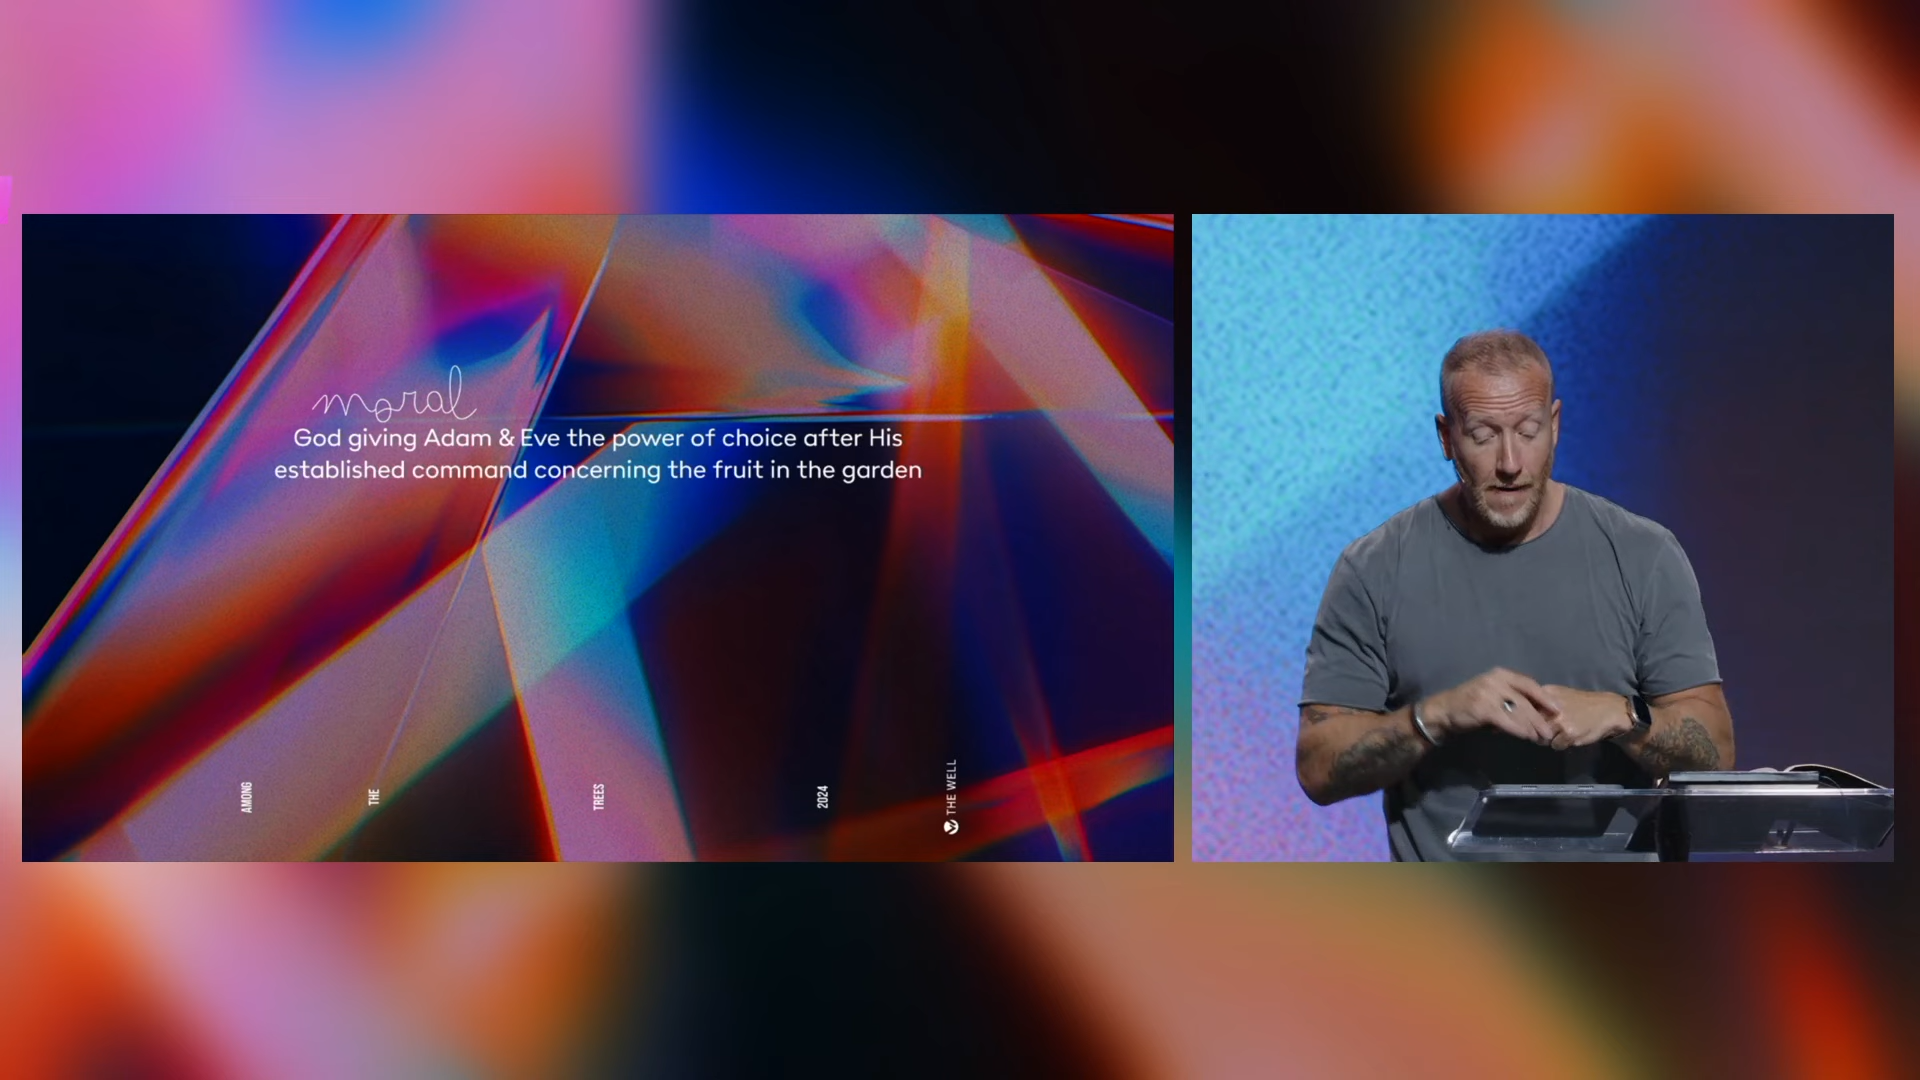 moral
God giving Adam & Eve the power of choice after His
established command concerning the fruit in the garden
AMONG
THE
TREES
2024
THE WELL